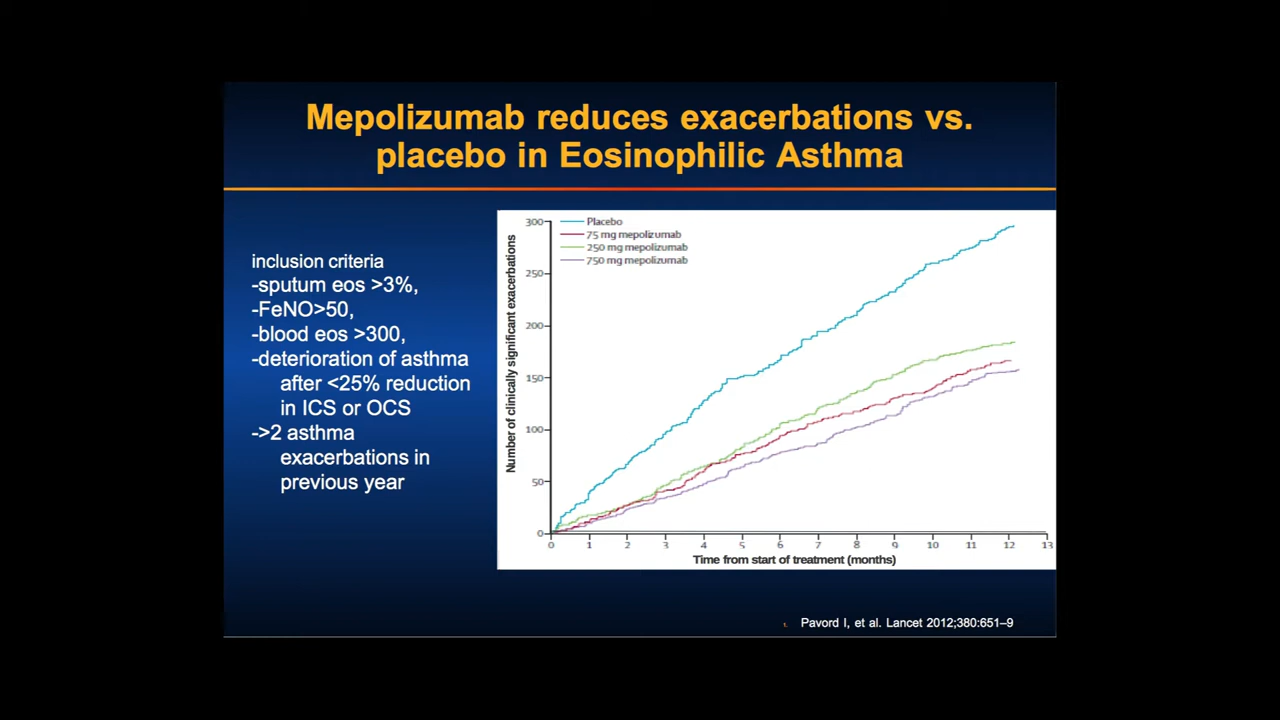 Mepolizumab reduces exacerbations vs.
placebo in Eosinophilic Asthma
inclusion criteria
-sputum eos >3%,
-FeNO>50,
-blood eos >300,
-deterioration of asthma
after <25% reduction
in ICS or OCS
->2 asthma
exacerbations in
previous year
Number of clinically significant exacerbations
300
250
200
150
100
50
0
Placebo
75 mg mepolizumab
250 mg mepolizumab
750 mg mepolizumab
0 1 2 3 4 5 6 7 8 9 10 11 12 13
Time from start of treatment (months)
1. Pavord I, et al. Lancet 2012;380:651–9